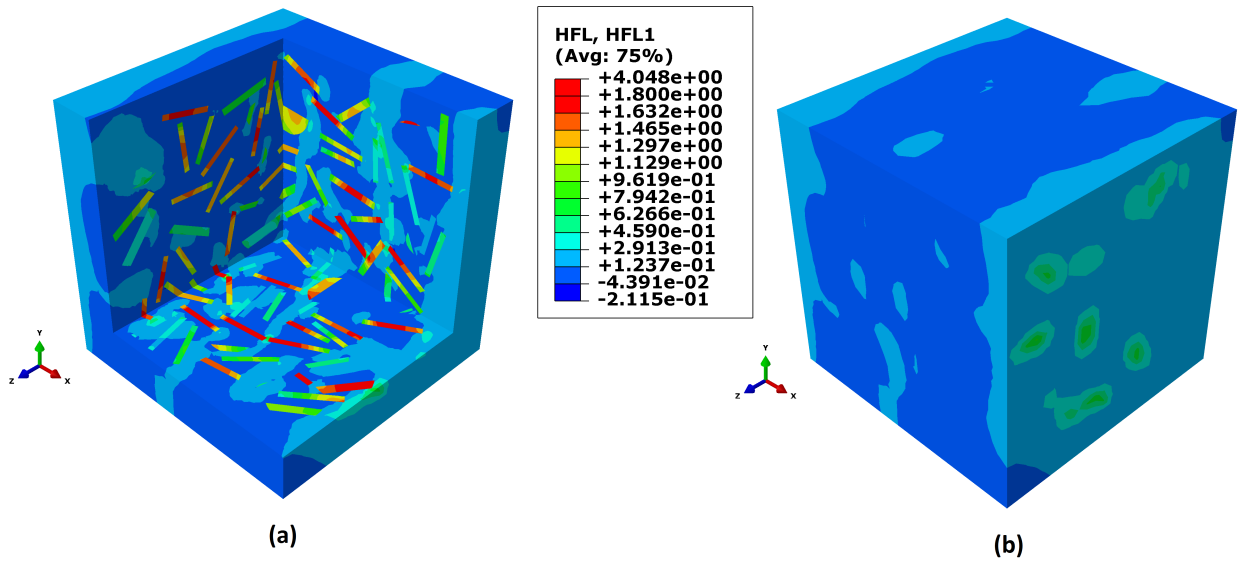 HFL, HFL1
(Avg: 75%)
+4.048e+00
+1.800e+00
+1.632e+00
+1.465e+00
+1.297e+00
+1.129e+00
+9.619e-01
+7.942e-01
+6.266e-01
+4.590e-01
+2.913e-01
+1.237e-01
-4.391e-02
-2.115e-01
Y
Z
X
Y
Z
X
(a)
(b)